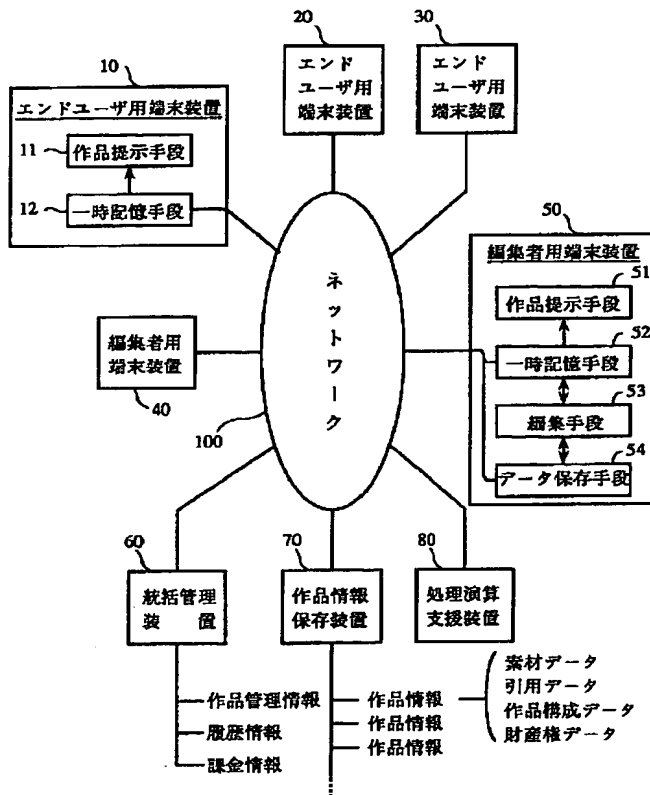 20
30
エンド
ユーザ用
端末装置
エンド
ユーザ用
端末装置
10
エンドユーザ用端末装置
11
作品提示手段
12
一時記憶手段
50
編集者用端末装置
51
作品提示手段
52
一時記憶手段
53
編集手段
54
データ保存手段
ネットワーク
100
編集者用
端末装置
40
60
統括管理
装置
70
作品情報
保存装置
80
処理演算
支援装置
作品管理情報
履歴情報
課金情報
作品情報
作品情報
作品情報
素材データ
引用データ
作品構成データ
財産権データ